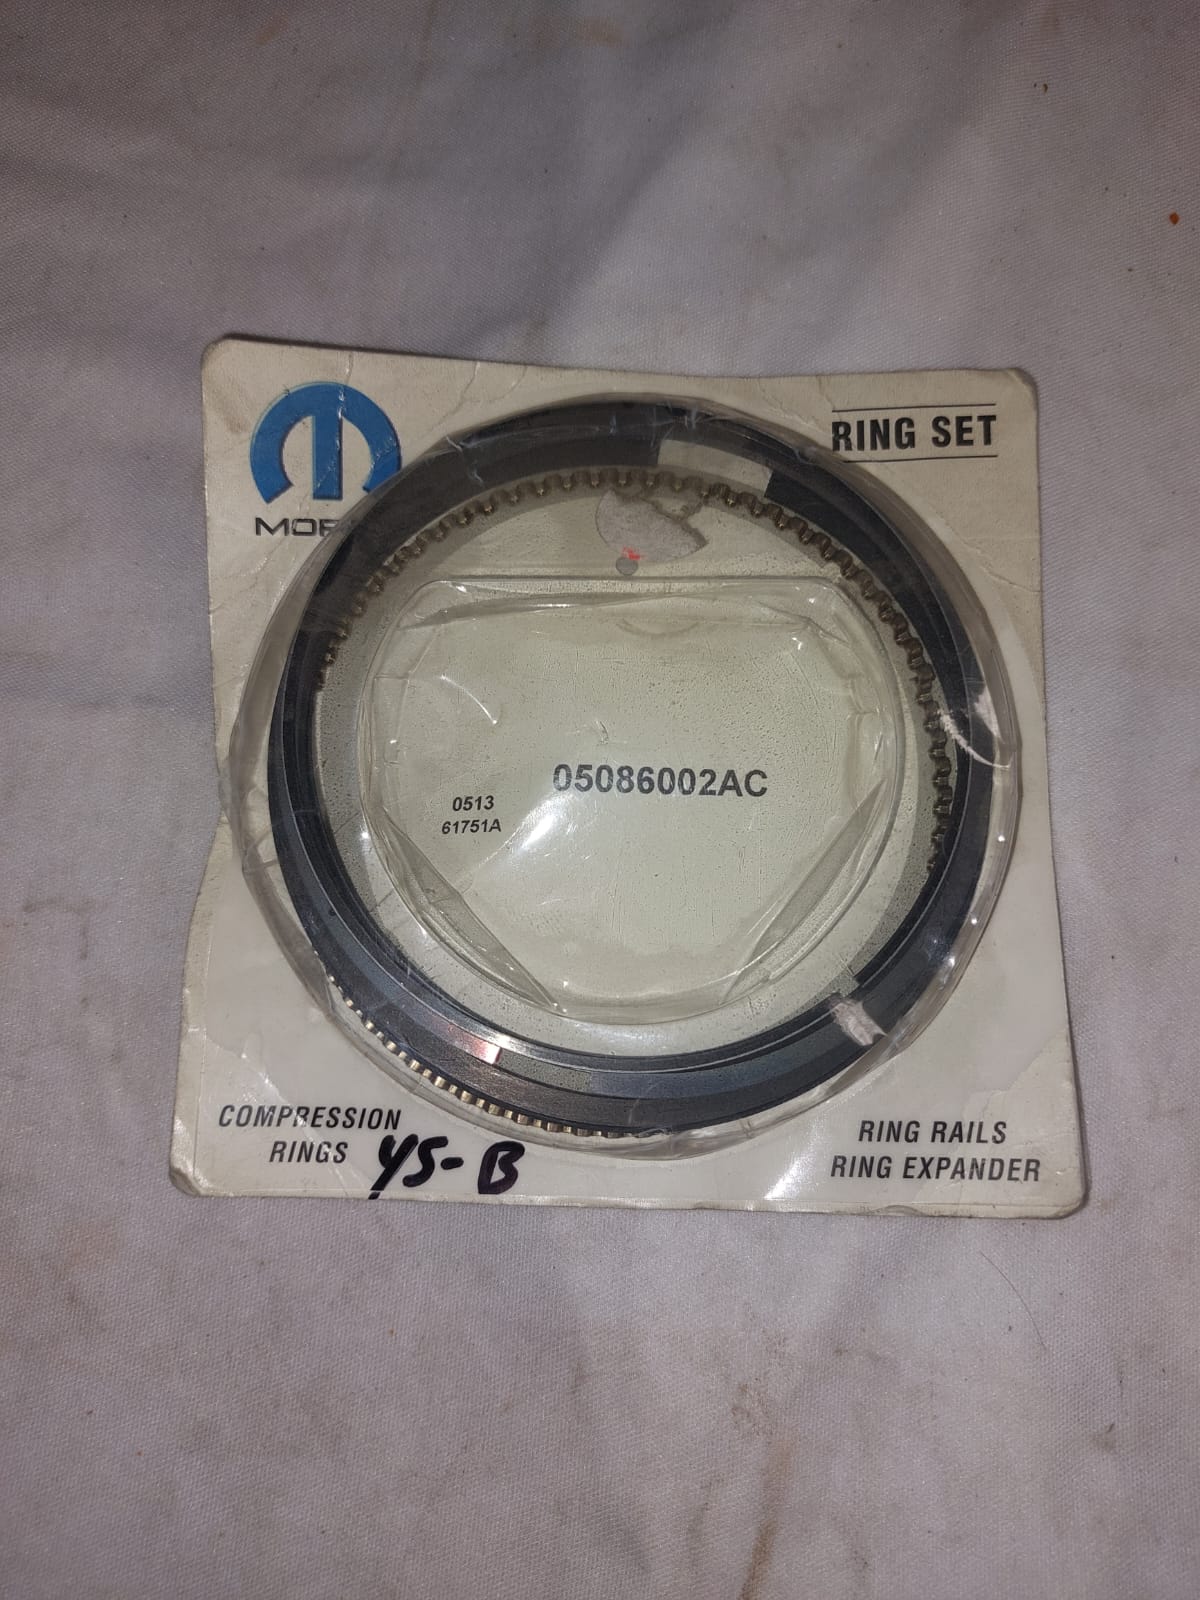 RING SET
05086002AC
0513
61751A
COMPRESSION
RINGS
YS-B
RING RAILS
RING EXPANDER